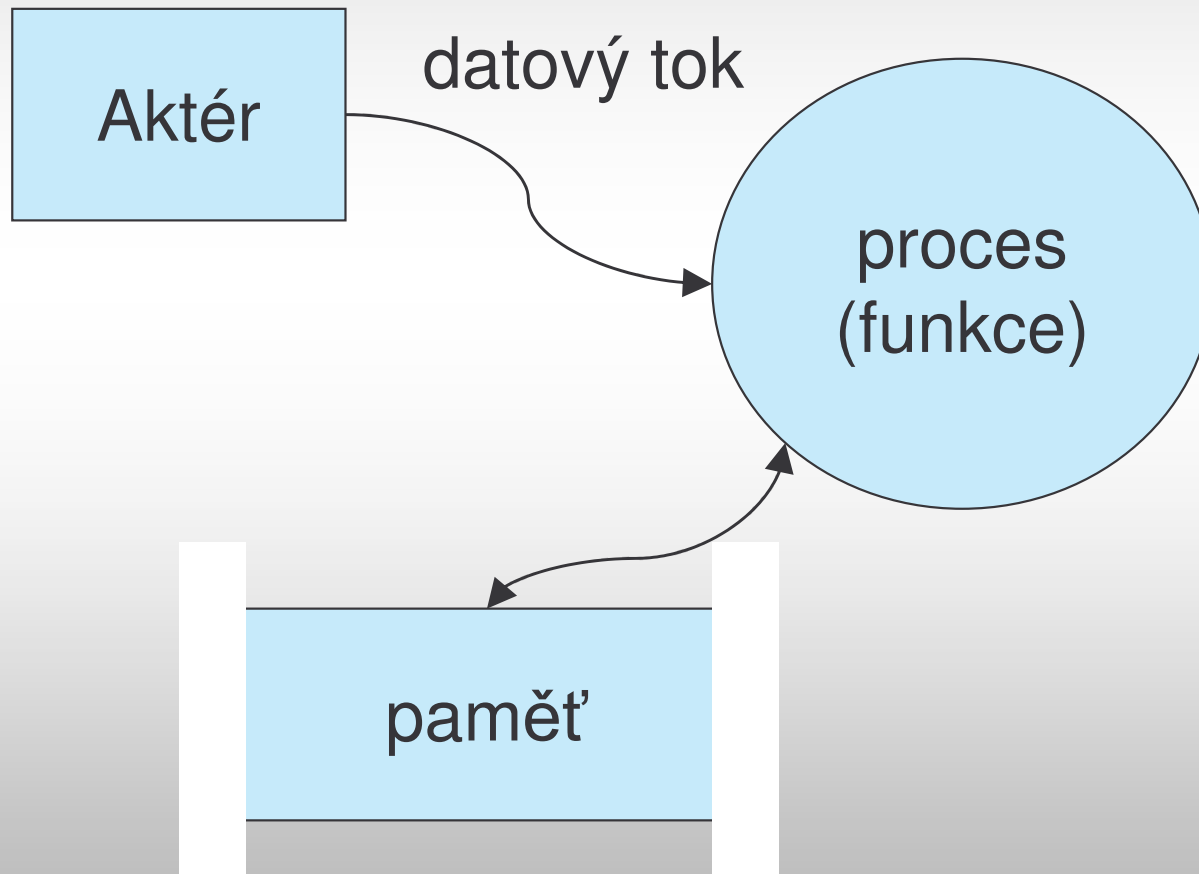 datový tok
Aktér
proces
(funkce)
paměť